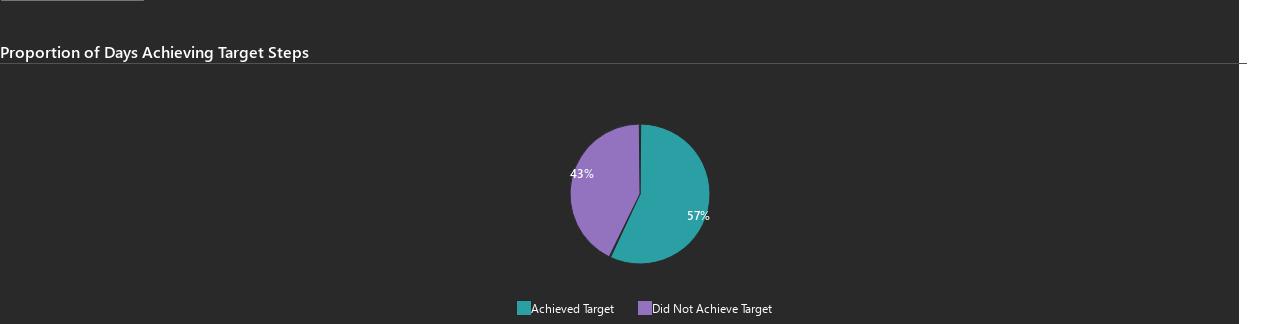 Proportion of Days Achieving Target Steps
43%
57%
Achieved Target
Did Not Achieve Target